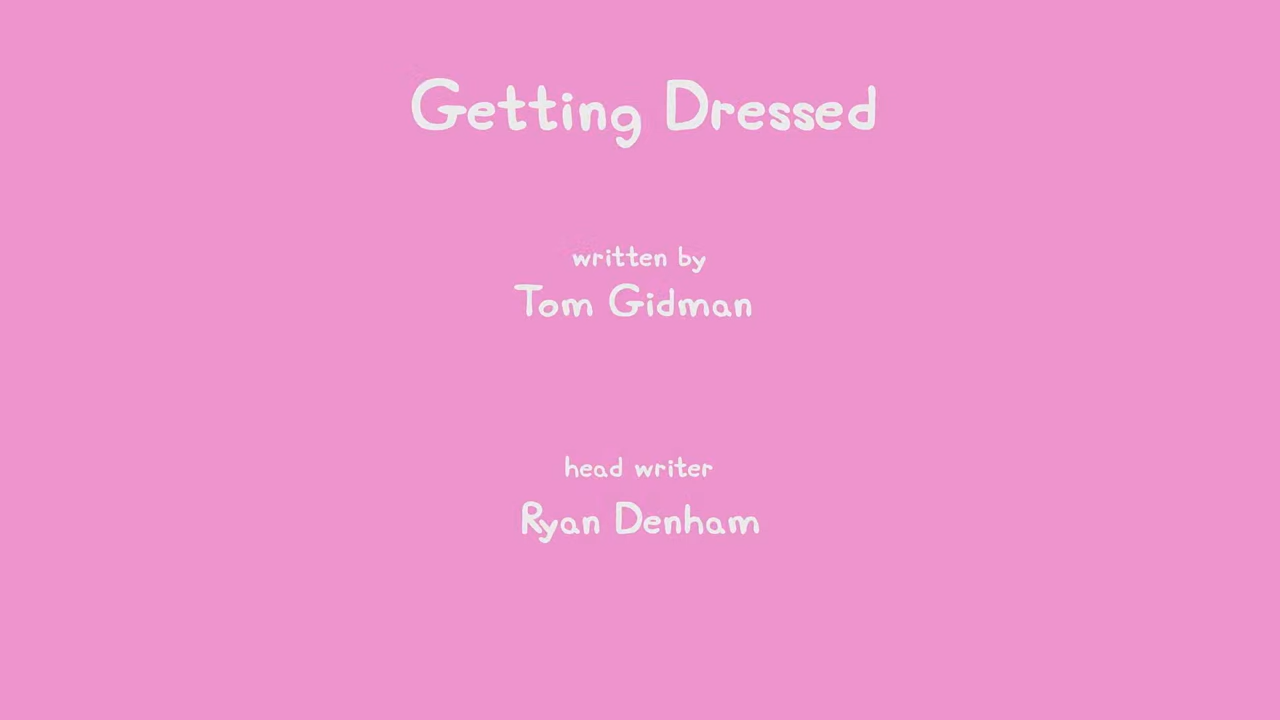 Getting Dressed
written by
Tom Gidman
head writer
Ryan Denham